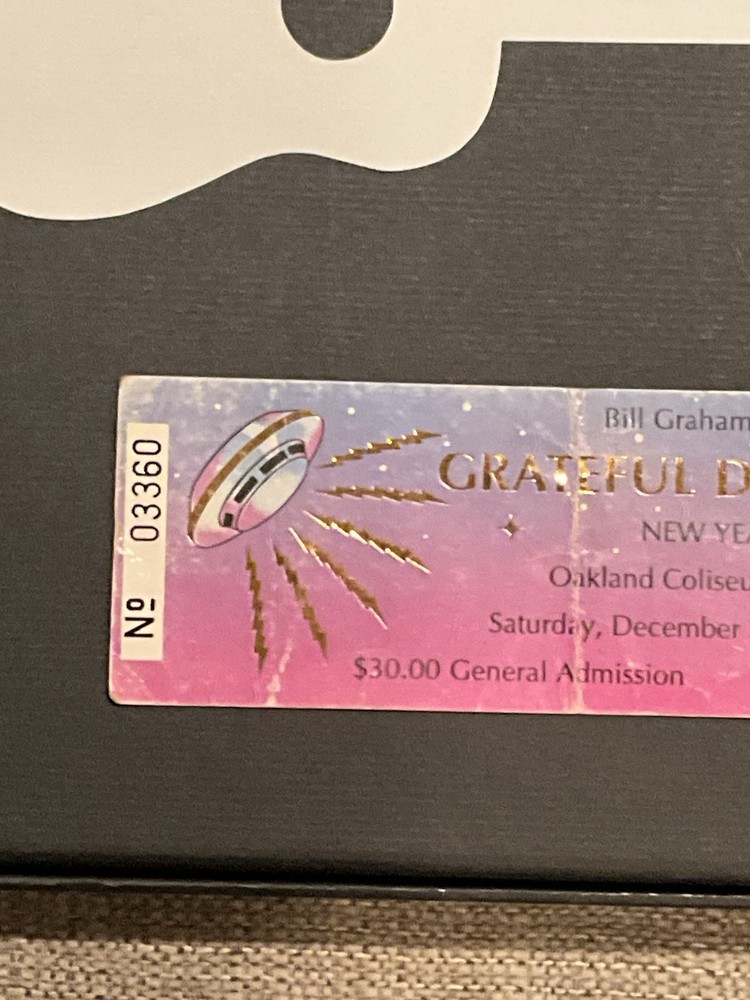 Nº 03360
Bill Graham
GRATEFUL D
NEW YEA
Oakland Coliseu
Saturday, December
$30.00 General Admission